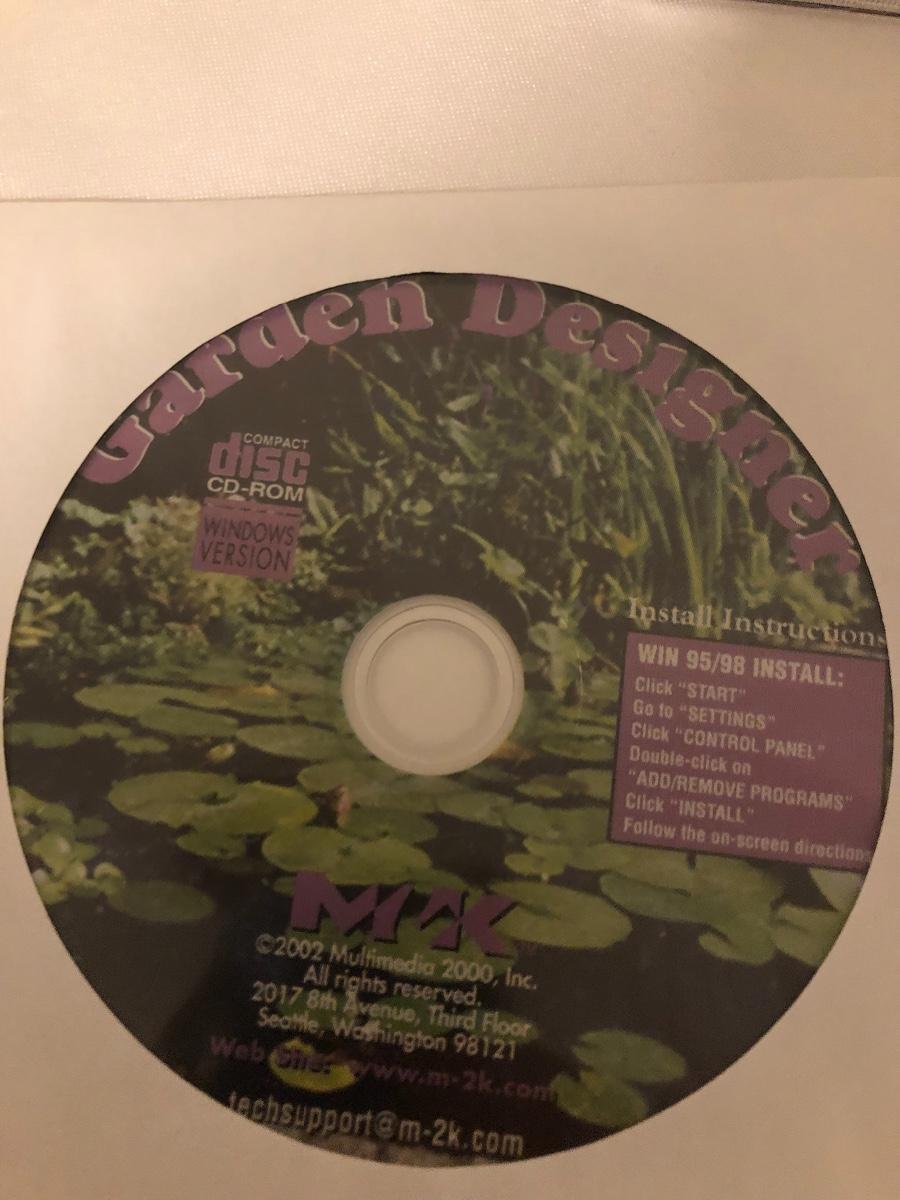 Garden Designer
COMPACT
disc
CD-ROM
WINDOWS
VERSION
Install Instructions
WIN 95/98 INSTALL:
Click "START"
Go to "SETTINGS"
Click "CONTROL PANEL"
Double-click on
"ADD/REMOVE PROGRAMS"
Click "INSTALL"
Follow the on-screen directions
M2K
©2002 Multimedia 2000, Inc.
All rights reserved.
2017 8th Avenue, Third Floor
Seattle, Washington 98121
Web Site: www.m-2k.com
techsupport@m-2k.com